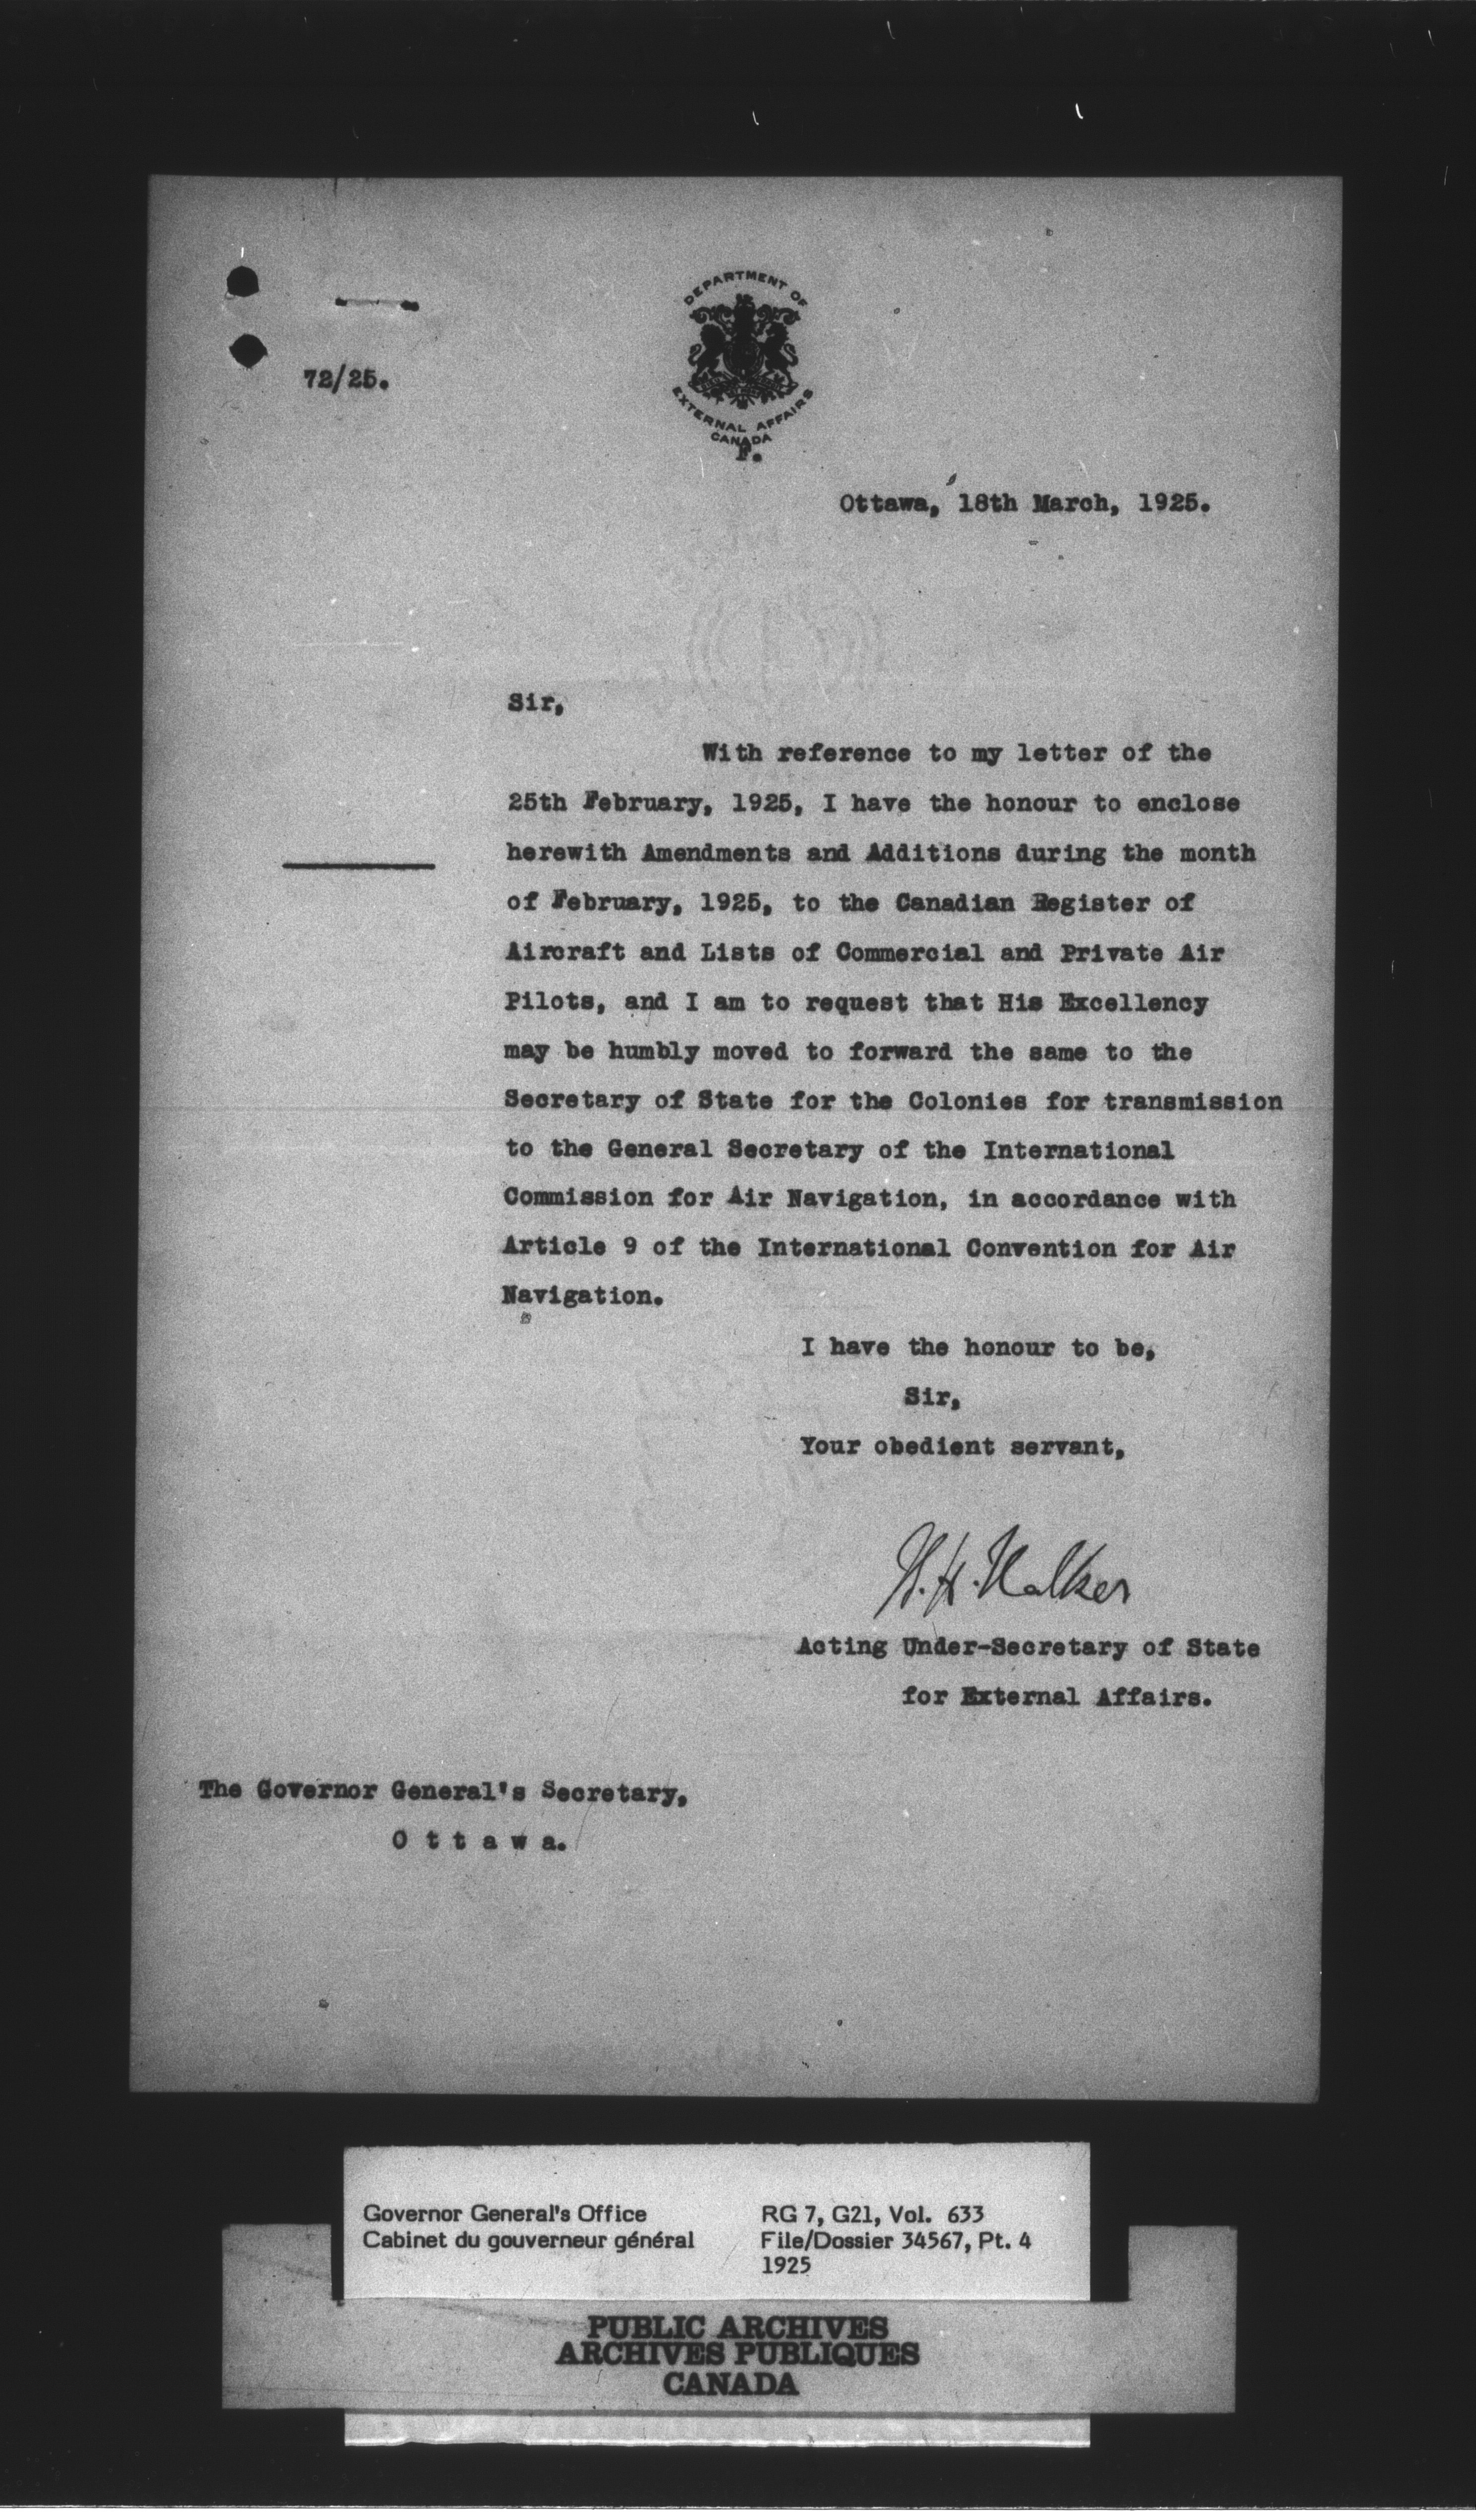 72/25.
DEPARTMENT OF
EXTERNAL AFFAIRS
CANADA
F.
Ottawa, 18th March, 1925.
Sir,
With reference to my letter of the
25th February, 1925, I have the honour to enclose
herewith Amendments and Additions during the month
of February, 1925, to the Canadian Register of
Aircraft and Lists of Commercial and Private Air
Pilots, and I am to request that His Excellency
may be humbly moved to forward the same to the
Secretary of State for the Colonies for transmission
to the General Secretary of the International
Commission for Air Navigation, in accordance with
Article 9 of the International Convention for Air
Navigation.
I have the honour to be,
Sir,
Your obedient servant,
W.H. Walker
Acting Under-Secretary of State
for External Affairs.
The Governor General's Secretary,
O t t a w a.
Governor General's Office
Cabinet du gouverneur général
RG 7, G21, Vol. 633
File/Dossier 34567, Pt. 4
1925
PUBLIC ARCHIVES
ARCHIVES PUBLIQUES
CANADA